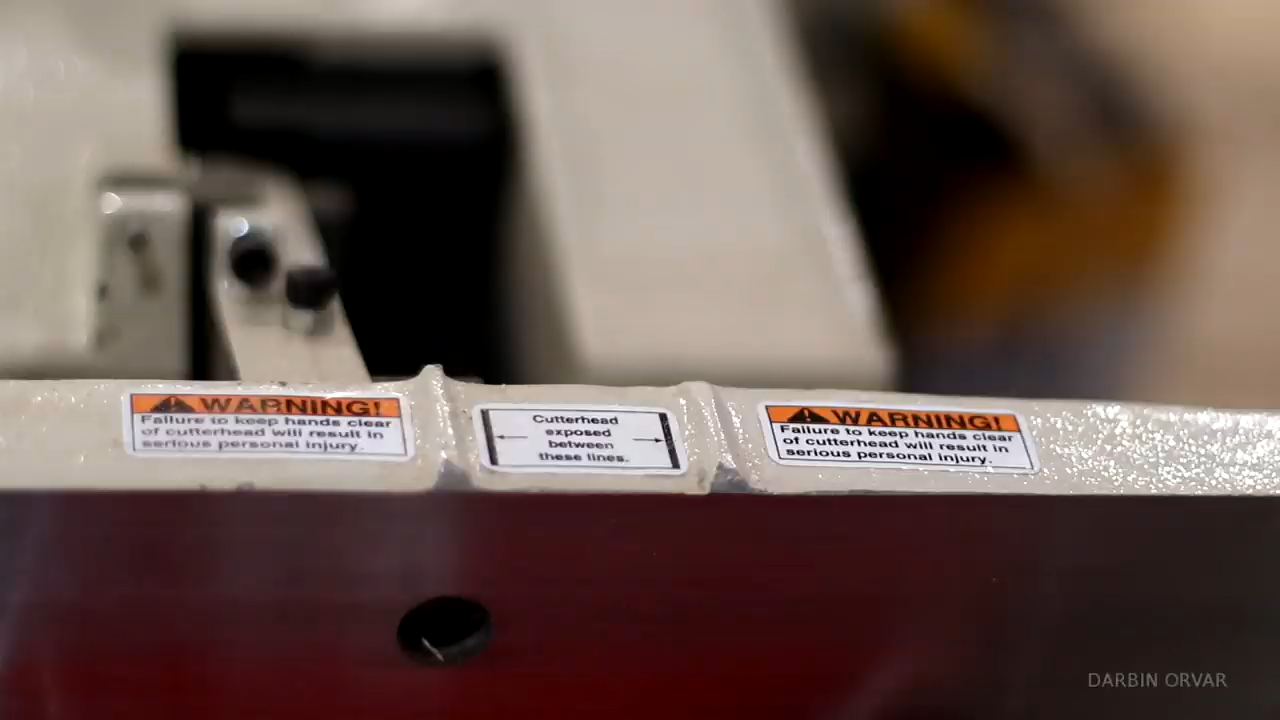 WARNING!
Failure to keep hands clear
of cutterhead will result in
serious personal injury.
Cutterhead
exposed
between
these lines.
WARNING!
Failure to keep hands clear
of cutterhead will result in
serious personal injury.
DARBIN ORVAR